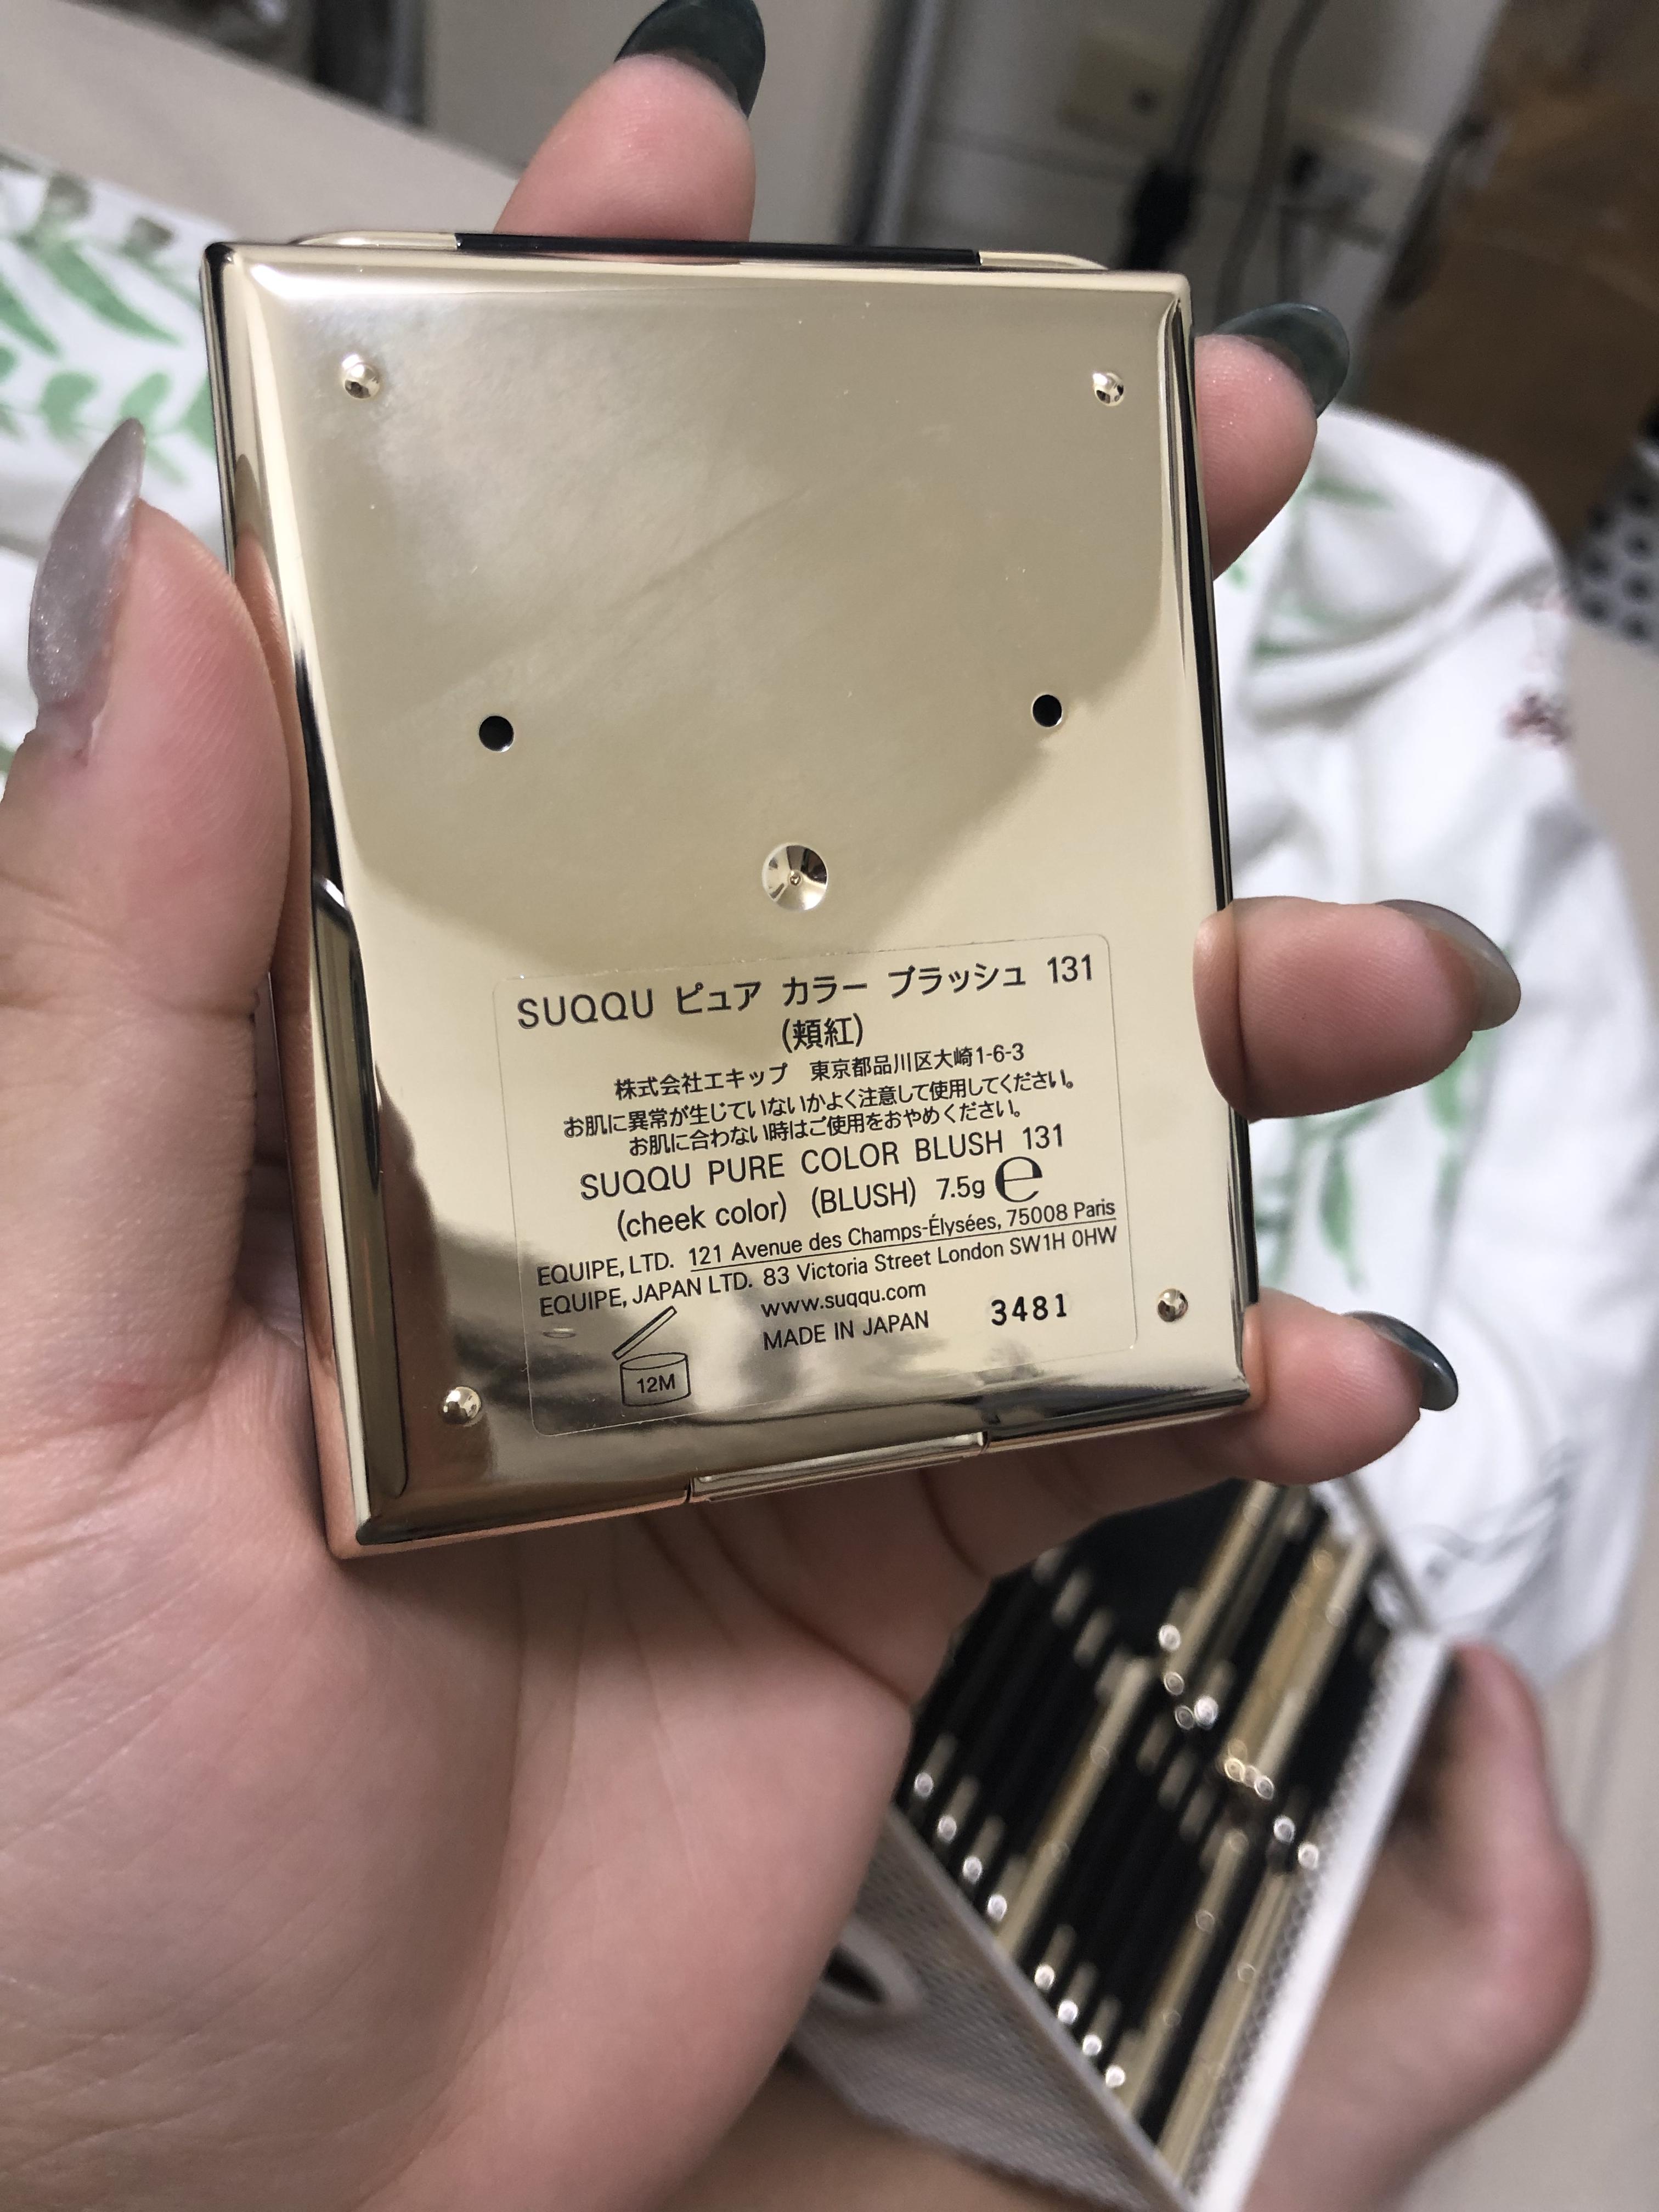 SUQQU ピュア カラー ブラッシュ 131
(頬紅)
株式会社エキップ 東京都品川区大崎1-6-3
お肌に異常が生じていないかよく注意して使用してください。
お肌に合わない時はご使用をおやめください。
SUQQU PURE COLOR BLUSH 131
(cheek color) (BLUSH) 7.5g ℮
EQUIPE, LTD. 121 Avenue des Champs-Élysées, 75008 Paris
EQUIPE, JAPAN LTD. 83 Victoria Street London SW1H 0HW
www.suqqu.com
MADE IN JAPAN 3481
12M